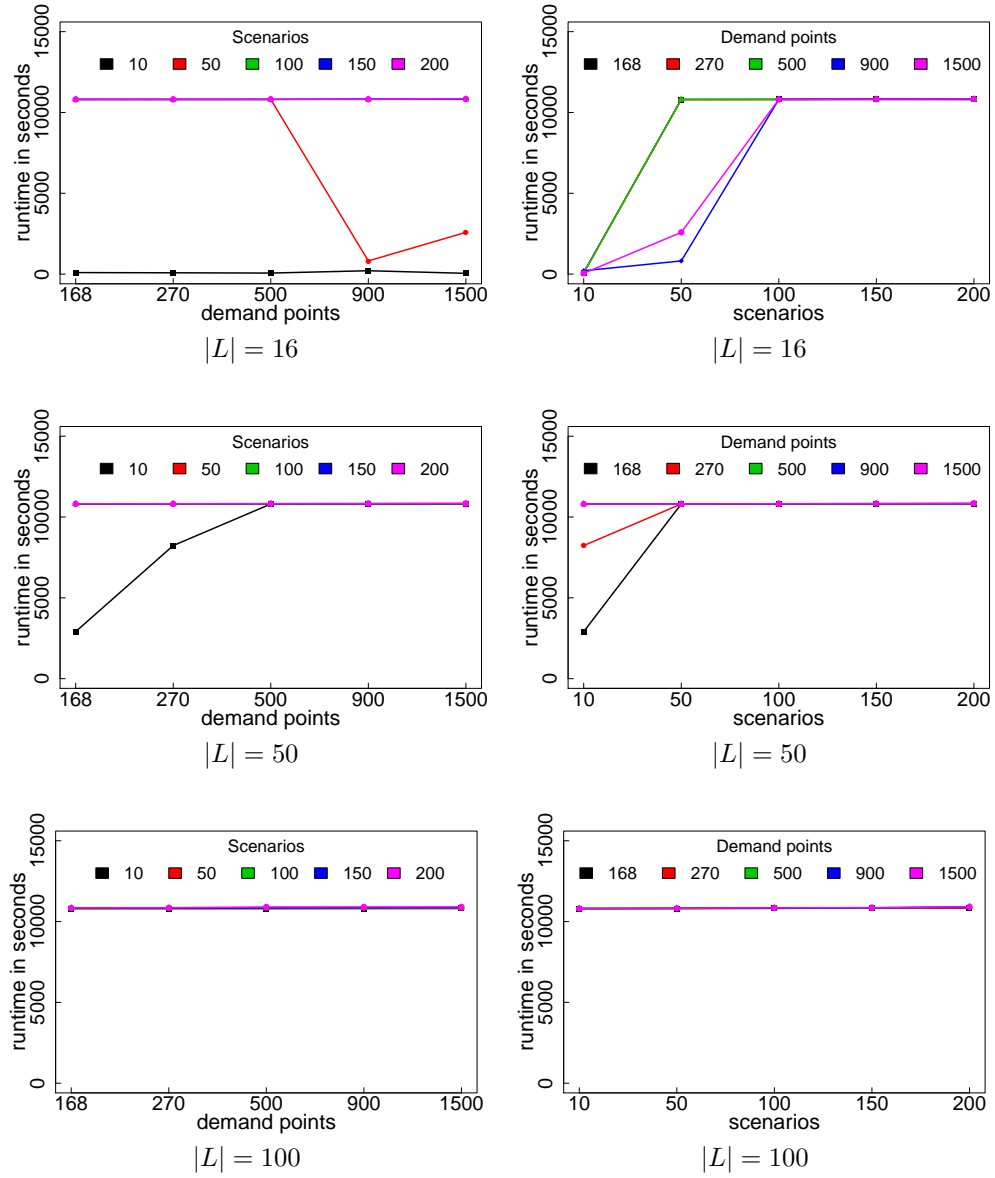 Scenarios
10 50 100 150 200
runtime in seconds
0 5000 10000 15000
168 270 500 900 1500
demand points
|L| = 16
Demand points
168 270 500 900 1500
runtime in seconds
0 5000 10000 15000
10 50 100 150 200
scenarios
|L| = 16
Scenarios
10 50 100 150 200
runtime in seconds
0 5000 10000 15000
168 270 500 900 1500
demand points
|L| = 50
Demand points
168 270 500 900 1500
runtime in seconds
0 5000 10000 15000
10 50 100 150 200
scenarios
|L| = 50
Scenarios
10 50 100 150 200
runtime in seconds
0 5000 10000 15000
168 270 500 900 1500
demand points
|L| = 100
Demand points
168 270 500 900 1500
runtime in seconds
0 5000 10000 15000
10 50 100 150 200
scenarios
|L| = 100